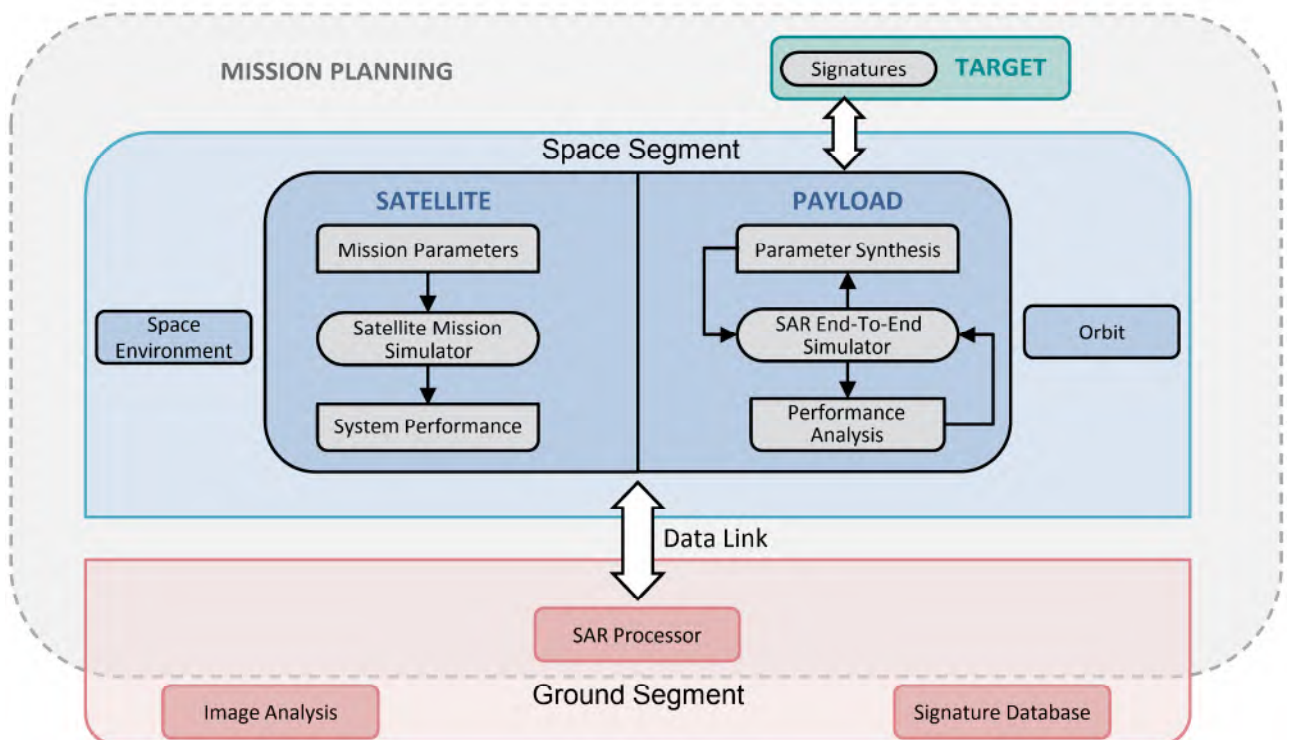 MISSION PLANNING
Signatures
TARGET
Space Segment
SATELLITE
PAYLOAD
Mission Parameters
Parameter Synthesis
Space
Environment
Satellite Mission
Simulator
SAR End-To-End
Simulator
Orbit
System Performance
Performance
Analysis
Data Link
SAR Processor
Ground Segment
Image Analysis
Signature Database